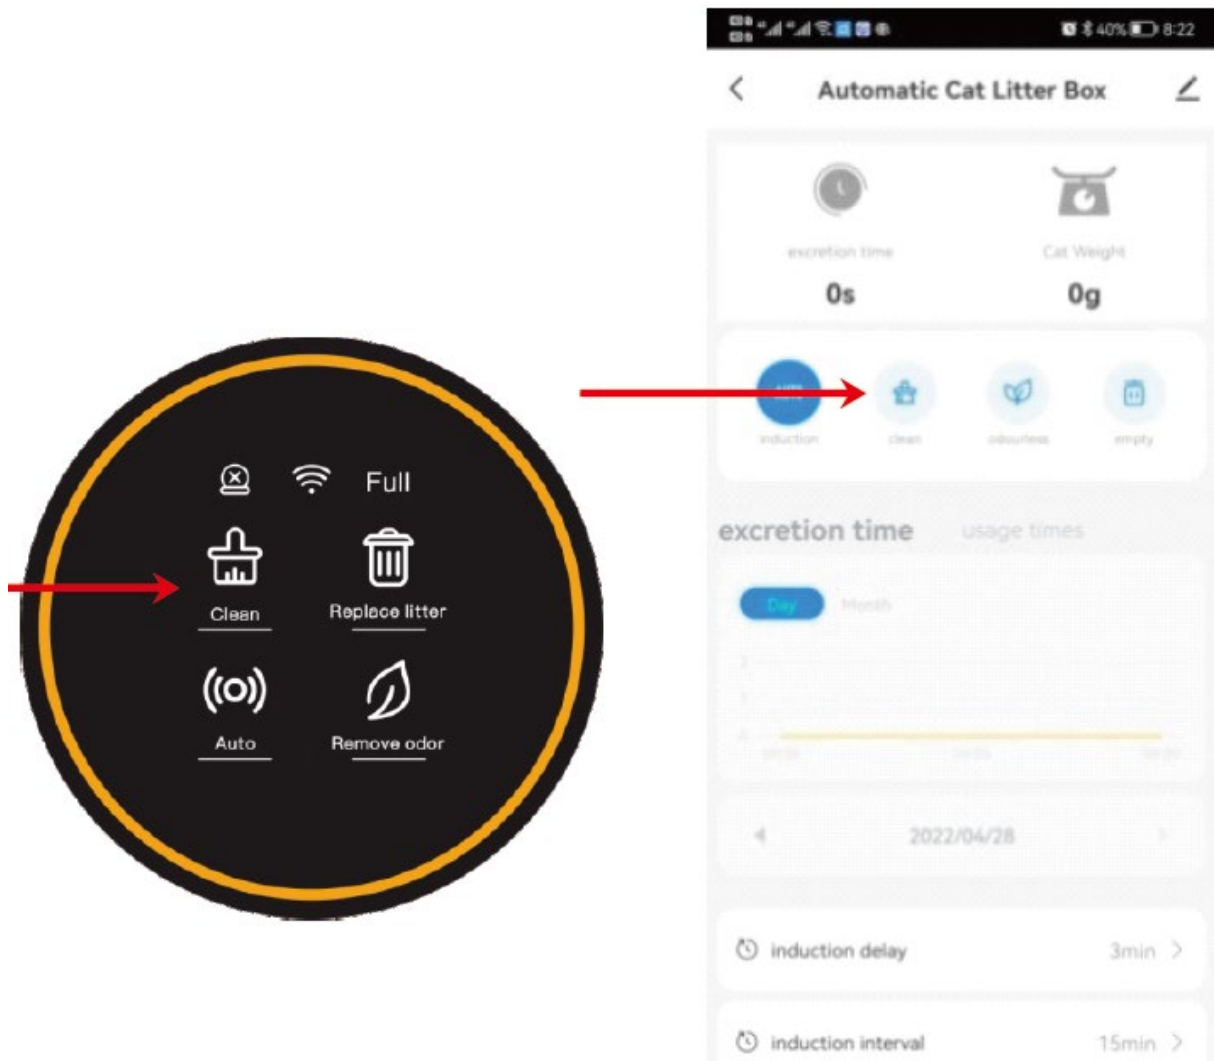 Full
Clean
Replace litter
Auto
Remove odor
40% 8:22
Automatic Cat Litter Box
excretion time
Cat Weight
0s
0g
induction
clean
odourless
empty
excretion time
usage times
Day
Month
2022/04/28
induction delay
3min
induction interval
15min